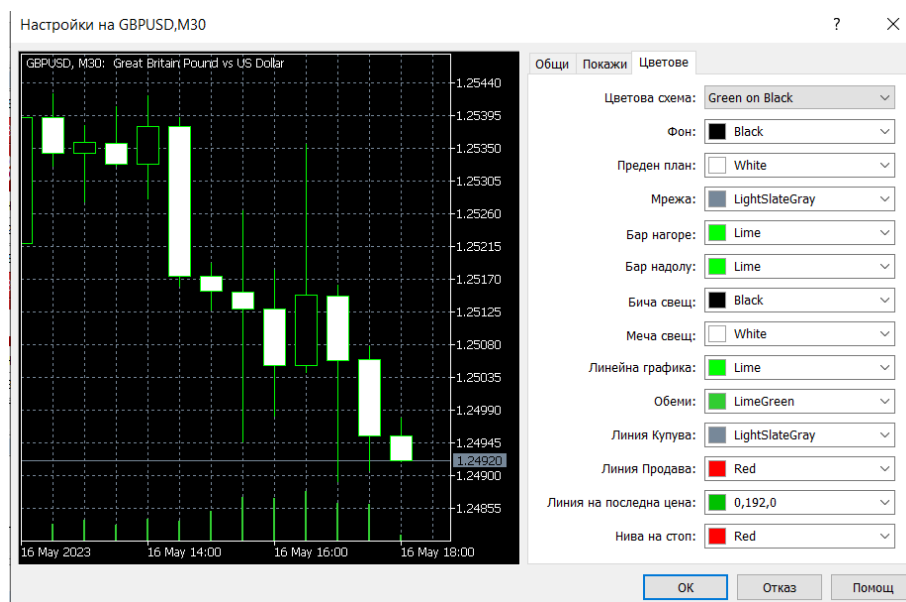 Настройки на GBPUSD,M30
?
GBPUSD, M30: Great Britain Pound vs US Dollar
1.25440
1.25395
1.25350
1.25305
1.25260
1.25215
1.25170
1.25125
1.25080
1.25035
1.24990
1.24945
1.24920
1.24900
1.24855
16 May 2023
16 May 14:00
16 May 16:00
16 May 18:00
Общи Покажи Цветове
Цветова схема: Green on Black
Фон: Black
Преден план: White
Мрежа: LightSlateGray
Бар нагоре: Lime
Бар надолу: Lime
Бича свещ: Black
Меча свещ: White
Линейна графика: Lime
Обеми: LimeGreen
Линия Купува: LightSlateGray
Линия Продава: Red
Линия на последна цена: 0,192,0
Нива на стоп: Red
ОК Отказ Помощ